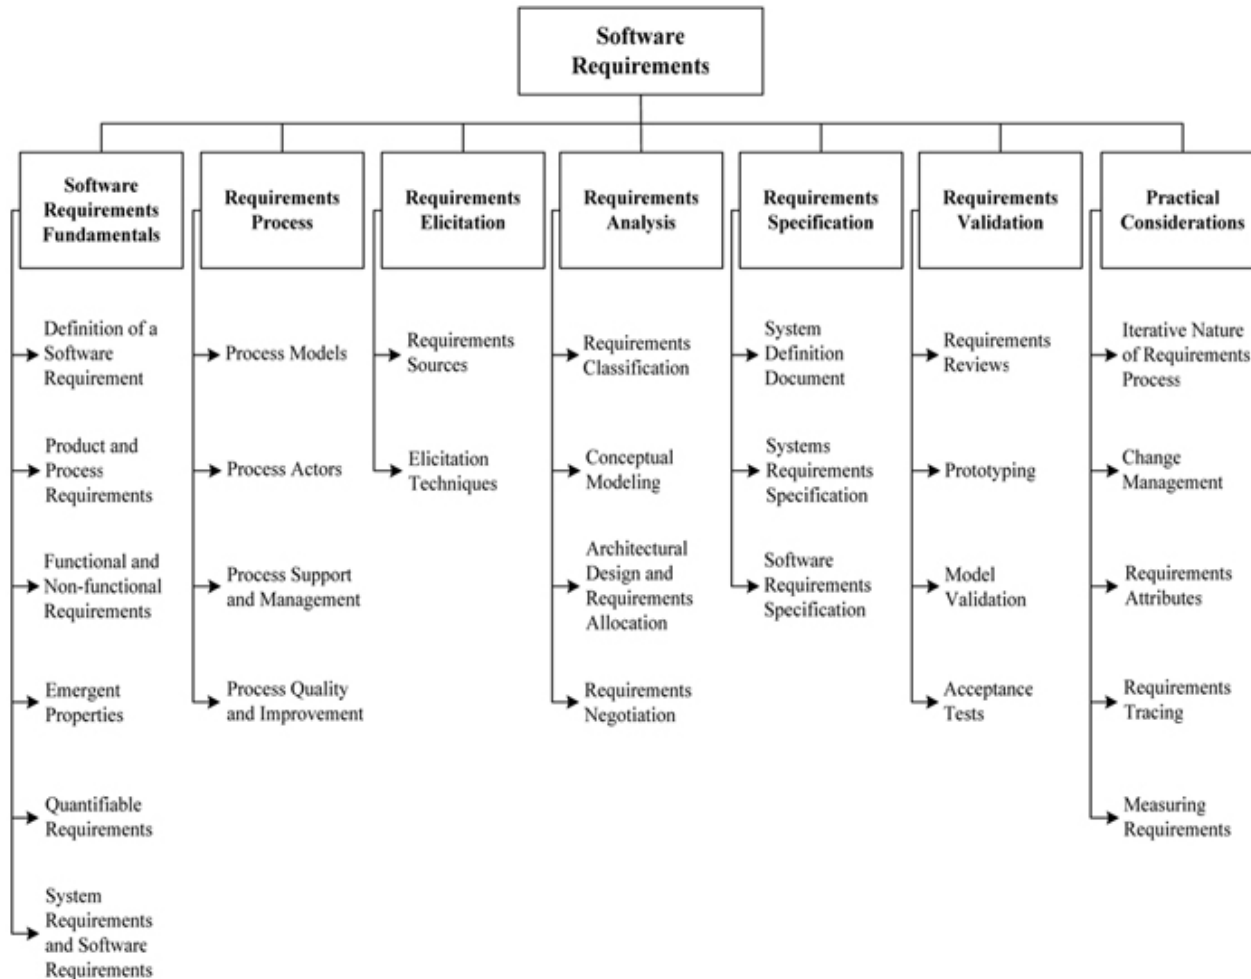 Software
Requirements
Software
Requirements
Fundamentals
Requirements
Process
Requirements
Elicitation
Requirements
Analysis
Requirements
Specification
Requirements
Validation
Practical
Considerations
Definition of a
Software
Requirement
Product and
Process
Requirements
Functional and
Non-functional
Requirements
Emergent
Properties
Quantifiable
Requirements
System
Requirements
and Software
Requirements
Process Models
Process Actors
Process Support
and Management
Process Quality
and Improvement
Requirements
Sources
Elicitation
Techniques
Requirements
Classification
Conceptual
Modeling
Architectural
Design and
Requirements
Allocation
Requirements
Negotiation
System
Definition
Document
Systems
Requirements
Specification
Software
Requirements
Specification
Requirements
Reviews
Prototyping
Model
Validation
Acceptance
Tests
Iterative Nature
of Requirements
Process
Change
Management
Requirements
Attributes
Requirements
Tracing
Measuring
Requirements